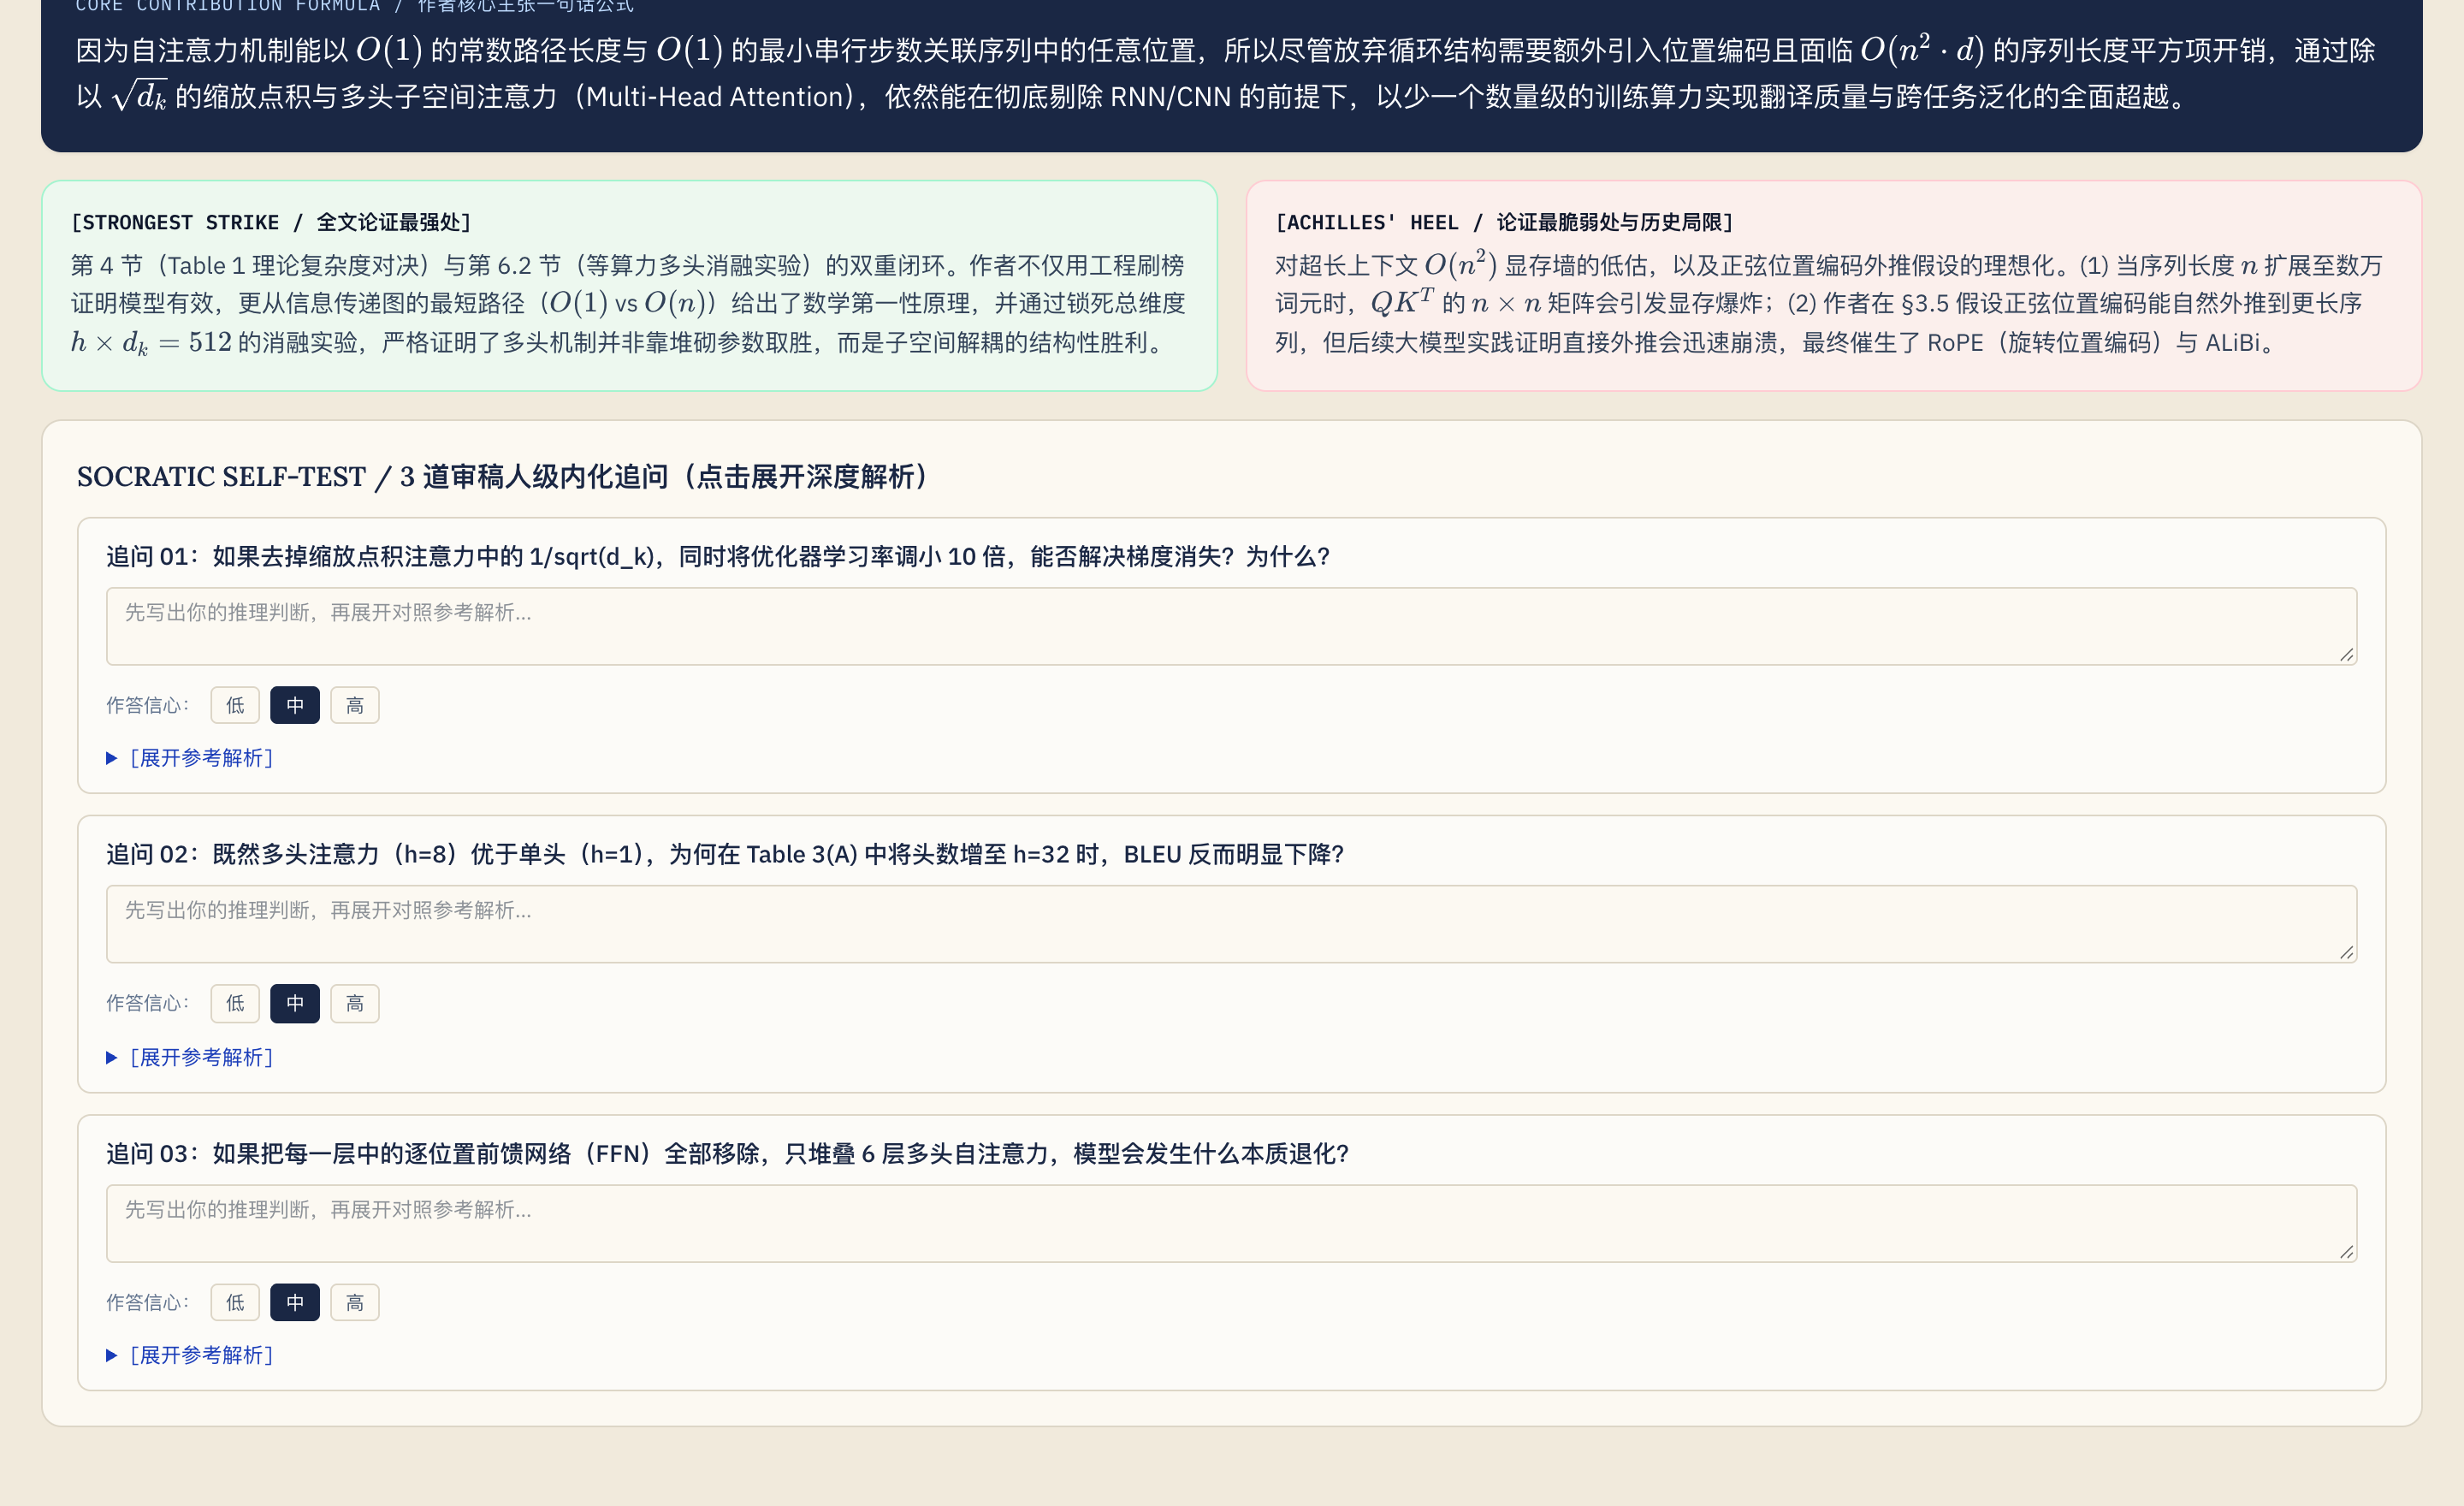 CORE CONTRIBUTION FORMULA / 作者核心主张一句话公式
因为自注意力机制能以 O(1) 的常数路径长度与 O(1) 的最小串行步数关联序列中的任意位置，所以尽管放弃循环结构需要额外引入位置编码且面临 O(n² · d) 的序列长度平方项开销，通过除
以 √d_k 的缩放点积与多头子空间注意力（Multi-Head Attention），依然能在彻底剔除 RNN/CNN 的前提下，以少一个数量级的训练算力实现翻译质量与跨任务泛化的全面超越。
[STRONGEST STRIKE / 全文论证最强处]
第 4 节（Table 1 理论复杂度对决）与第 6.2 节（等算力多头消融实验）的双重闭环。作者不仅用工程刷榜
证明模型有效，更从信息传递图的最短路径（O(1) vs O(n)）给出了数学第一性原理，并通过锁死总维度
h × d_k = 512 的消融实验，严格证明了多头机制并非靠堆砌参数取胜，而是子空间解耦的结构性胜利。
[ACHILLES' HEEL / 论证最脆弱处与历史局限]
对超长上下文 O(n²) 显存墙的低估，以及正弦位置编码外推假设的理想化。(1) 当序列长度 n 扩展至数万
词元时，QK^T 的 n × n 矩阵会引发显存爆炸；(2) 作者在 §3.5 假设正弦位置编码能自然外推到更长序
列，但后续大模型实践证明直接外推会迅速崩溃，最终催生了 RoPE（旋转位置编码）与 ALiBi。
SOCRATIC SELF-TEST / 3 道审稿人级内化追问（点击展开深度解析）
追问 01：如果去掉缩放点积注意力中的 1/sqrt(d_k)，同时将优化器学习率调小 10 倍，能否解决梯度消失？为什么？
先写出你的推理判断，再展开对照参考解析...
作答信心： 低 中 高
▶ [展开参考解析]
追问 02：既然多头注意力（h=8）优于单头（h=1），为何在 Table 3(A) 中将头数增至 h=32 时，BLEU 反而明显下降？
先写出你的推理判断，再展开对照参考解析...
作答信心： 低 中 高
▶ [展开参考解析]
追问 03：如果把每一层中的逐位置前馈网络（FFN）全部移除，只堆叠 6 层多头自注意力，模型会发生什么本质退化？
先写出你的推理判断，再展开对照参考解析...
作答信心： 低 中 高
▶ [展开参考解析]